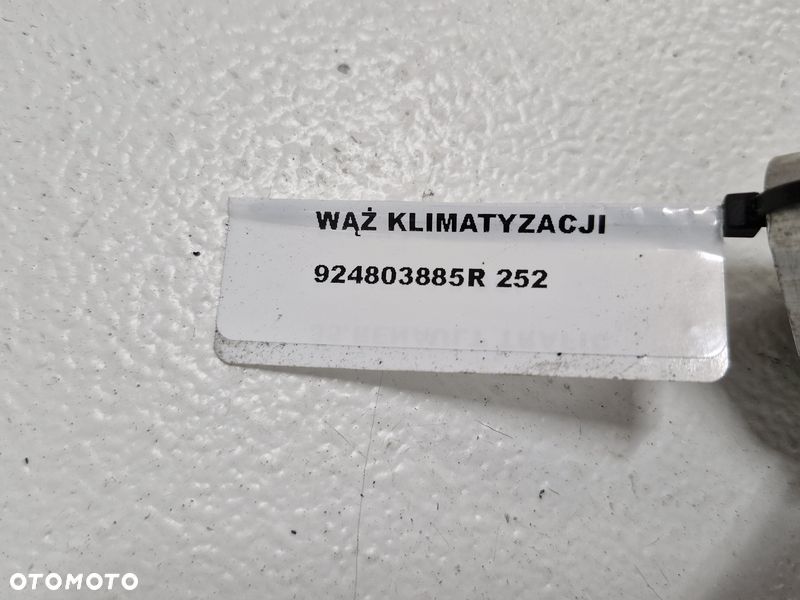 WĄŻ KLIMATYZACJI
924803885R 252
OTOMOTO